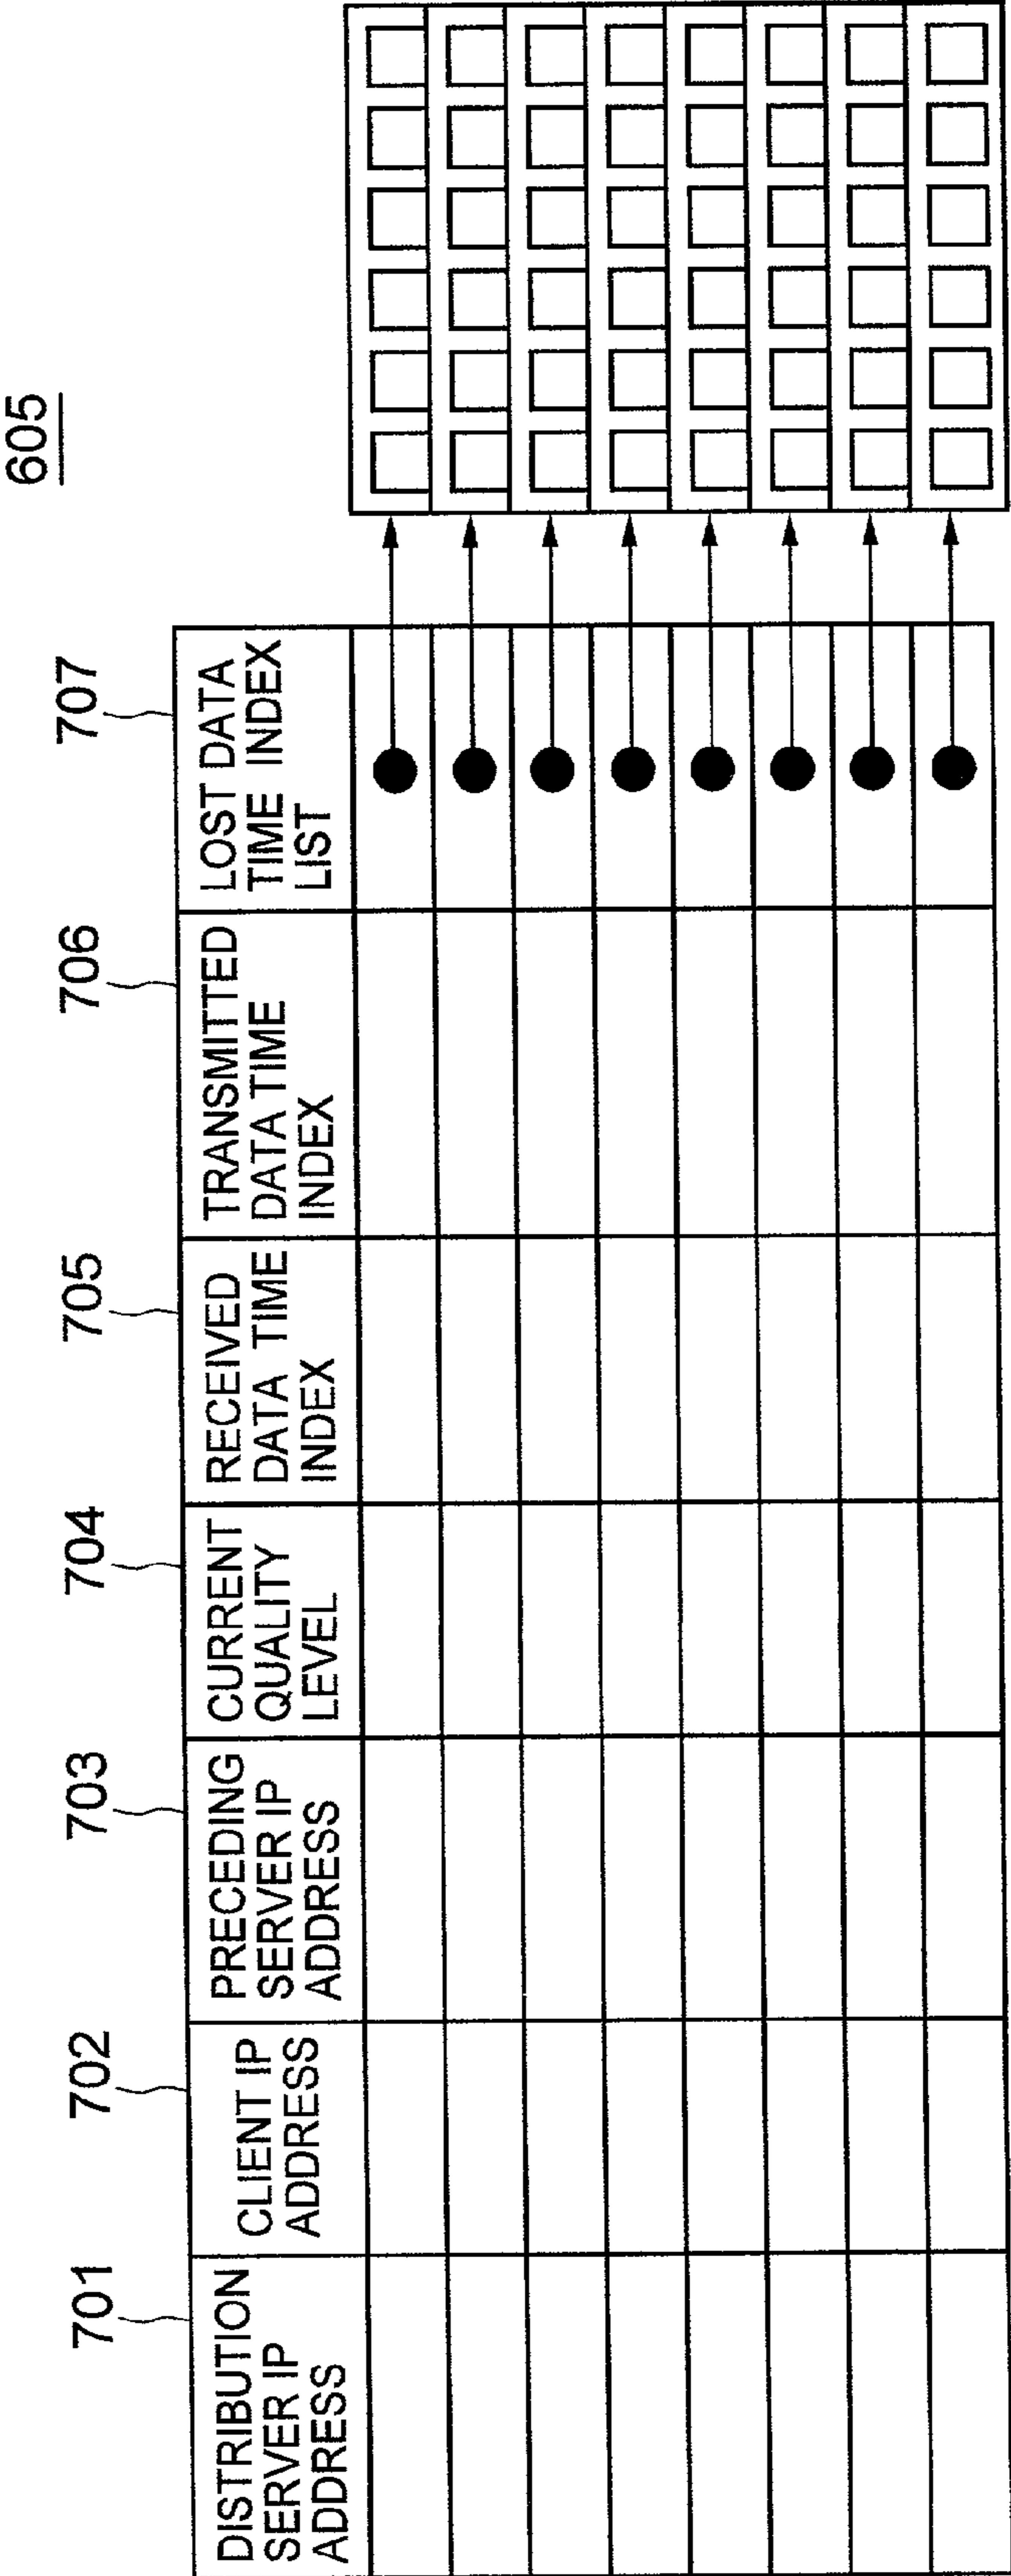 605
701
702
703
704
705
706
707
DISTRIBUTION
SERVER IP
ADDRESS
CLIENT IP
ADDRESS
PRECEDING
SERVER IP
ADDRESS
CURRENT
QUALITY
LEVEL
RECEIVED
DATA TIME
INDEX
TRANSMITTED
DATA TIME
INDEX
LOST DATA
TIME INDEX
LIST